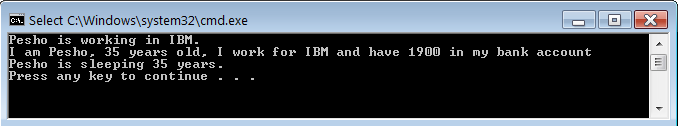 Select C:\Windows\system32\cmd.exe
Pesho is working in IBM.
I am Pesho, 35 years old, I work for IBM and have 1900 in my bank account
Pesho is sleeping 35 years.
Press any key to continue . . .